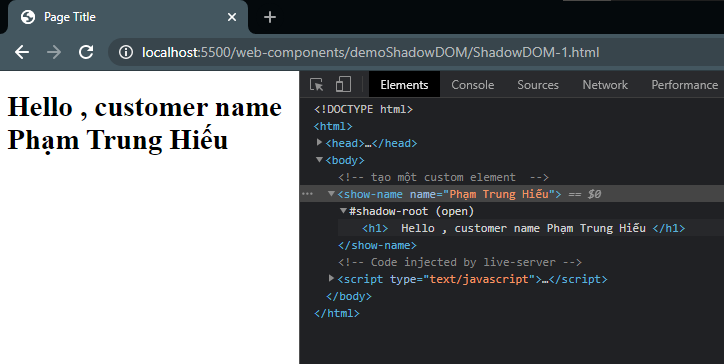 Page Title
localhost:5500/web-components/demoShadowDOM/ShadowDOM-1.html
Hello , customer name
Phạm Trung Hiếu
Elements Console Sources Network Performance
<!DOCTYPE html>
<html>
<head>…</head>
<body>
<!-- tạo một custom element  -->
<show-name name="Phạm Trung Hiếu"> == $0
#shadow-root (open)
<h1>  Hello , customer name Phạm Trung Hiếu </h1>
</show-name>
<!-- Code injected by live-server -->
<script type="text/javascript">…</script>
</body>
</html>